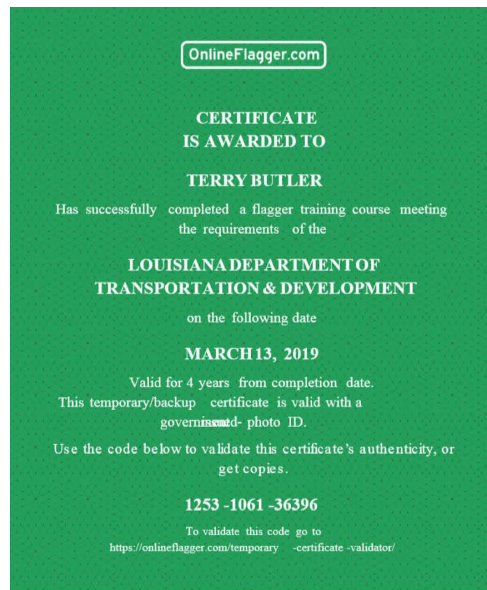 OnlineFlagger.com
CERTIFICATE
IS AWARDED TO
TERRY BUTLER
Has successfully completed a flagger training course meeting
the requirements of the
LOUISIANA DEPARTMENT OF
TRANSPORTATION & DEVELOPMENT
on the following date
MARCH 13, 2019
Valid for 4 years from completion date.
This temporary/backup certificate is valid with a
government-issued photo ID.
Use the code below to validate this certificate's authenticity, or
get copies.
1253 -1061 -36396
To validate this code go to
https://onlineflagger.com/temporary -certificate -validator/